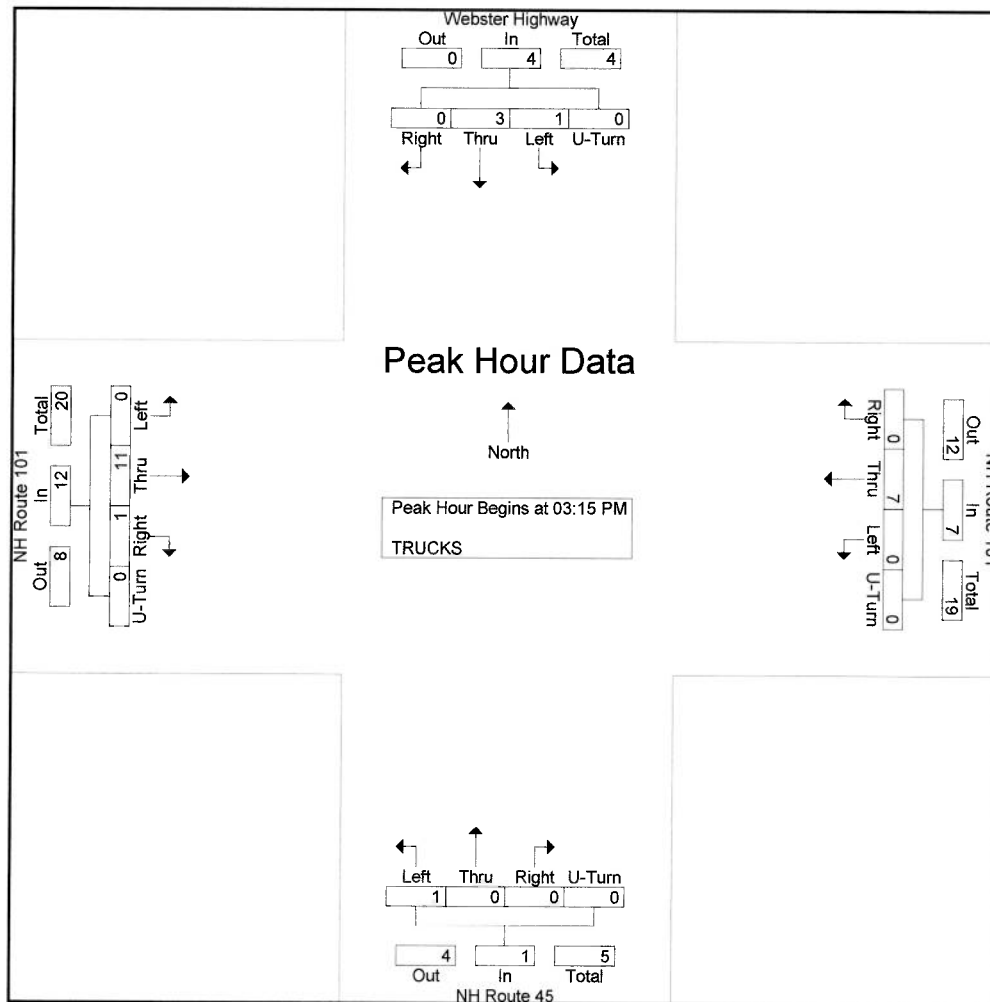 Webster Highway
Out In Total
0 4 4
0 3 1 0
Right Thru Left U-Turn
Peak Hour Data
North
Peak Hour Begins at 03:15 PM
TRUCKS
NH Route 101
Total In Out
20 12 8
0 11 1 0
Left Thru Right U-Turn
Right Thru Left U-Turn
0 7 0 0
Out In Total
12 7 19
NH Route 101
Left Thru Right U-Turn
1 0 0 0
4 1 5
Out In Total
NH Route 45